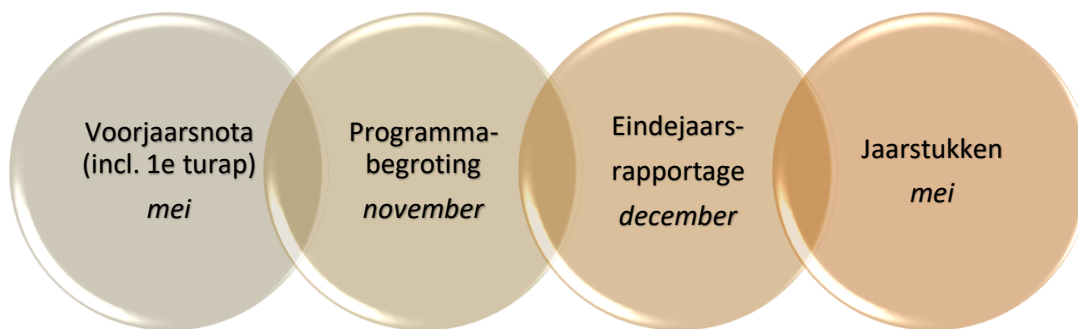 Voorjaarsnota
(incl. 1e turap)
mei
Programma-
begroting
november
Eindejaars-
rapportage
december
Jaarstukken
mei